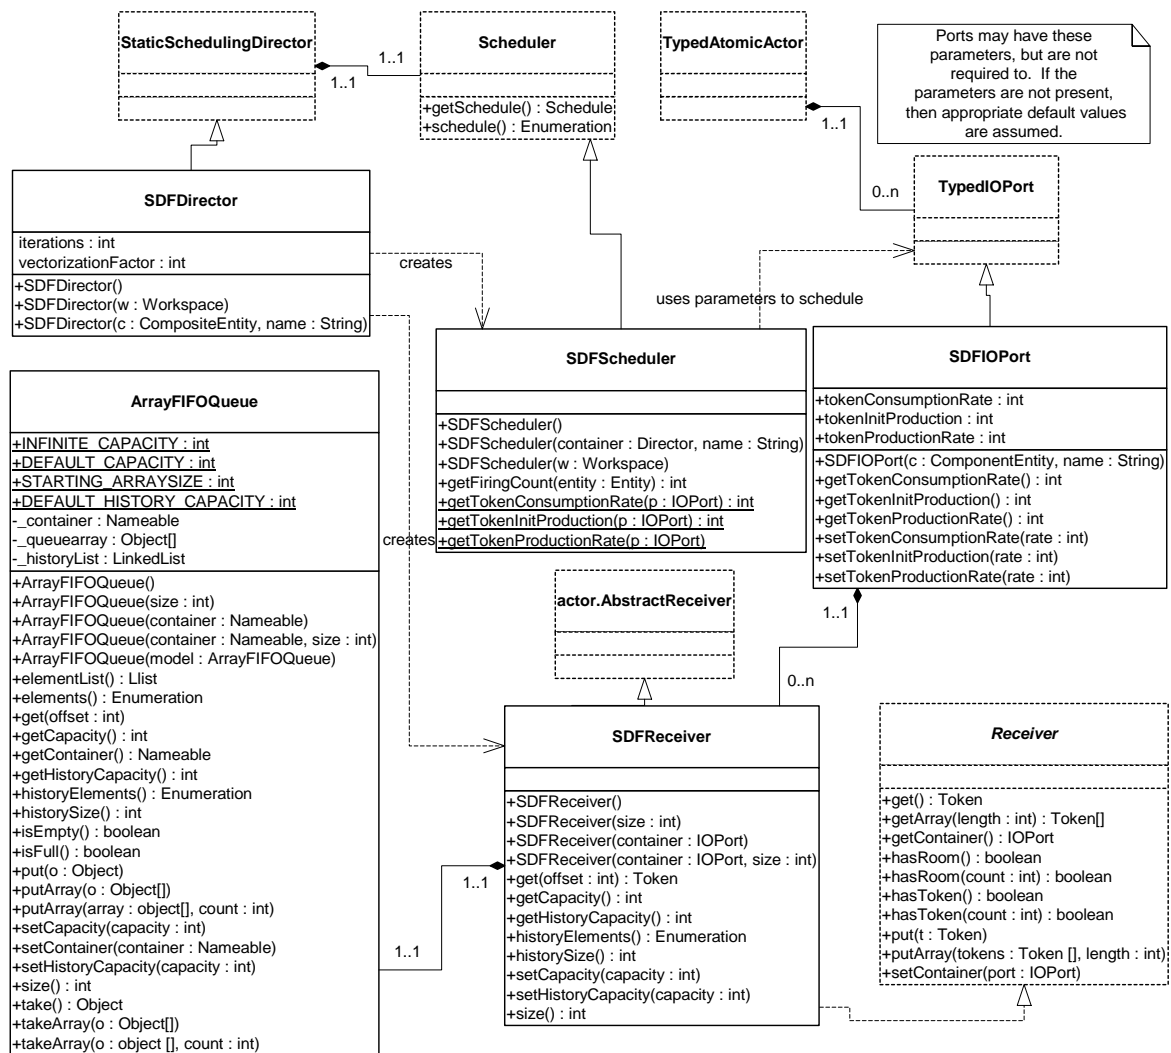 StaticSchedulingDirector
1..1
1..1
Scheduler
+getSchedule() : Schedule
+schedule() : Enumeration
TypedAtomicActor
1..1
0..n
Ports may have these
parameters, but are not
required to. If the
parameters are not present,
then appropriate default values
are assumed.
TypedIOPort
SDFDirector
iterations : int
vectorizationFactor : int
+SDFDirector()
+SDFDirector(w : Workspace)
+SDFDirector(c : CompositeEntity, name : String)
creates
uses parameters to schedule
SDFScheduler
+SDFScheduler()
+SDFScheduler(container : Director, name : String)
+SDFScheduler(w : Workspace)
+getFiringCount(entity : Entity) : int
+getTokenConsumptionRate(p : IOPort) : int
+getTokenInitProduction(p : IOPort) : int
+getTokenProductionRate(p : IOPort)
SDFIOPort
+tokenConsumptionRate : int
+tokenInitProduction : int
+tokenProductionRate : int
+SDFIOPort(c : ComponentEntity, name : String)
+getTokenConsumptionRate() : int
+getTokenInitProduction() : int
+getTokenProductionRate() : int
+setTokenConsumptionRate(rate : int)
+setTokenInitProduction(rate : int)
+setTokenProductionRate(rate : int)
1..1
0..n
ArrayFIFOQueue
+INFINITE_CAPACITY : int
+DEFAULT_CAPACITY : int
+STARTING_ARRAYSIZE : int
+DEFAULT_HISTORY_CAPACITY : int
-_container : Nameable
-_queuearray : Object[]
-_historyList : LinkedList
+ArrayFIFOQueue()
+ArrayFIFOQueue(size : int)
+ArrayFIFOQueue(container : Nameable)
+ArrayFIFOQueue(container : Nameable, size : int)
+ArrayFIFOQueue(model : ArrayFIFOQueue)
+elementList() : Llist
+elements() : Enumeration
+get(offset : int)
+getCapacity() : int
+getContainer() : Nameable
+getHistoryCapacity() : int
+historyElements() : Enumeration
+historySize() : int
+isEmpty() : boolean
+isFull() : boolean
+put(o : Object)
+putArray(o : Object[])
+putArray(array : object[], count : int)
+setCapacity(capacity : int)
+setContainer(container : Nameable)
+setHistoryCapacity(capacity : int)
+size() : int
+take() : Object
+takeArray(o : Object[])
+takeArray(o : object [], count : int)
creates
actor.AbstractReceiver
SDFReceiver
+SDFReceiver()
+SDFReceiver(size : int)
+SDFReceiver(container : IOPort)
+SDFReceiver(container : IOPort, size : int)
+get(offset : int) : Token
+getCapacity() : int
+getHistoryCapacity() : int
+historyElements() : Enumeration
+historySize() : int
+setCapacity(capacity : int)
+setHistoryCapacity(capacity : int)
+size() : int
1..1
1..1
Receiver
+get() : Token
+getArray(length : int) : Token[]
+getContainer() : IOPort
+hasRoom() : boolean
+hasRoom(count : int) : boolean
+hasToken() : boolean
+hasToken(count : int) : boolean
+put(t : Token)
+putArray(tokens : Token [], length : int)
+setContainer(port : IOPort)